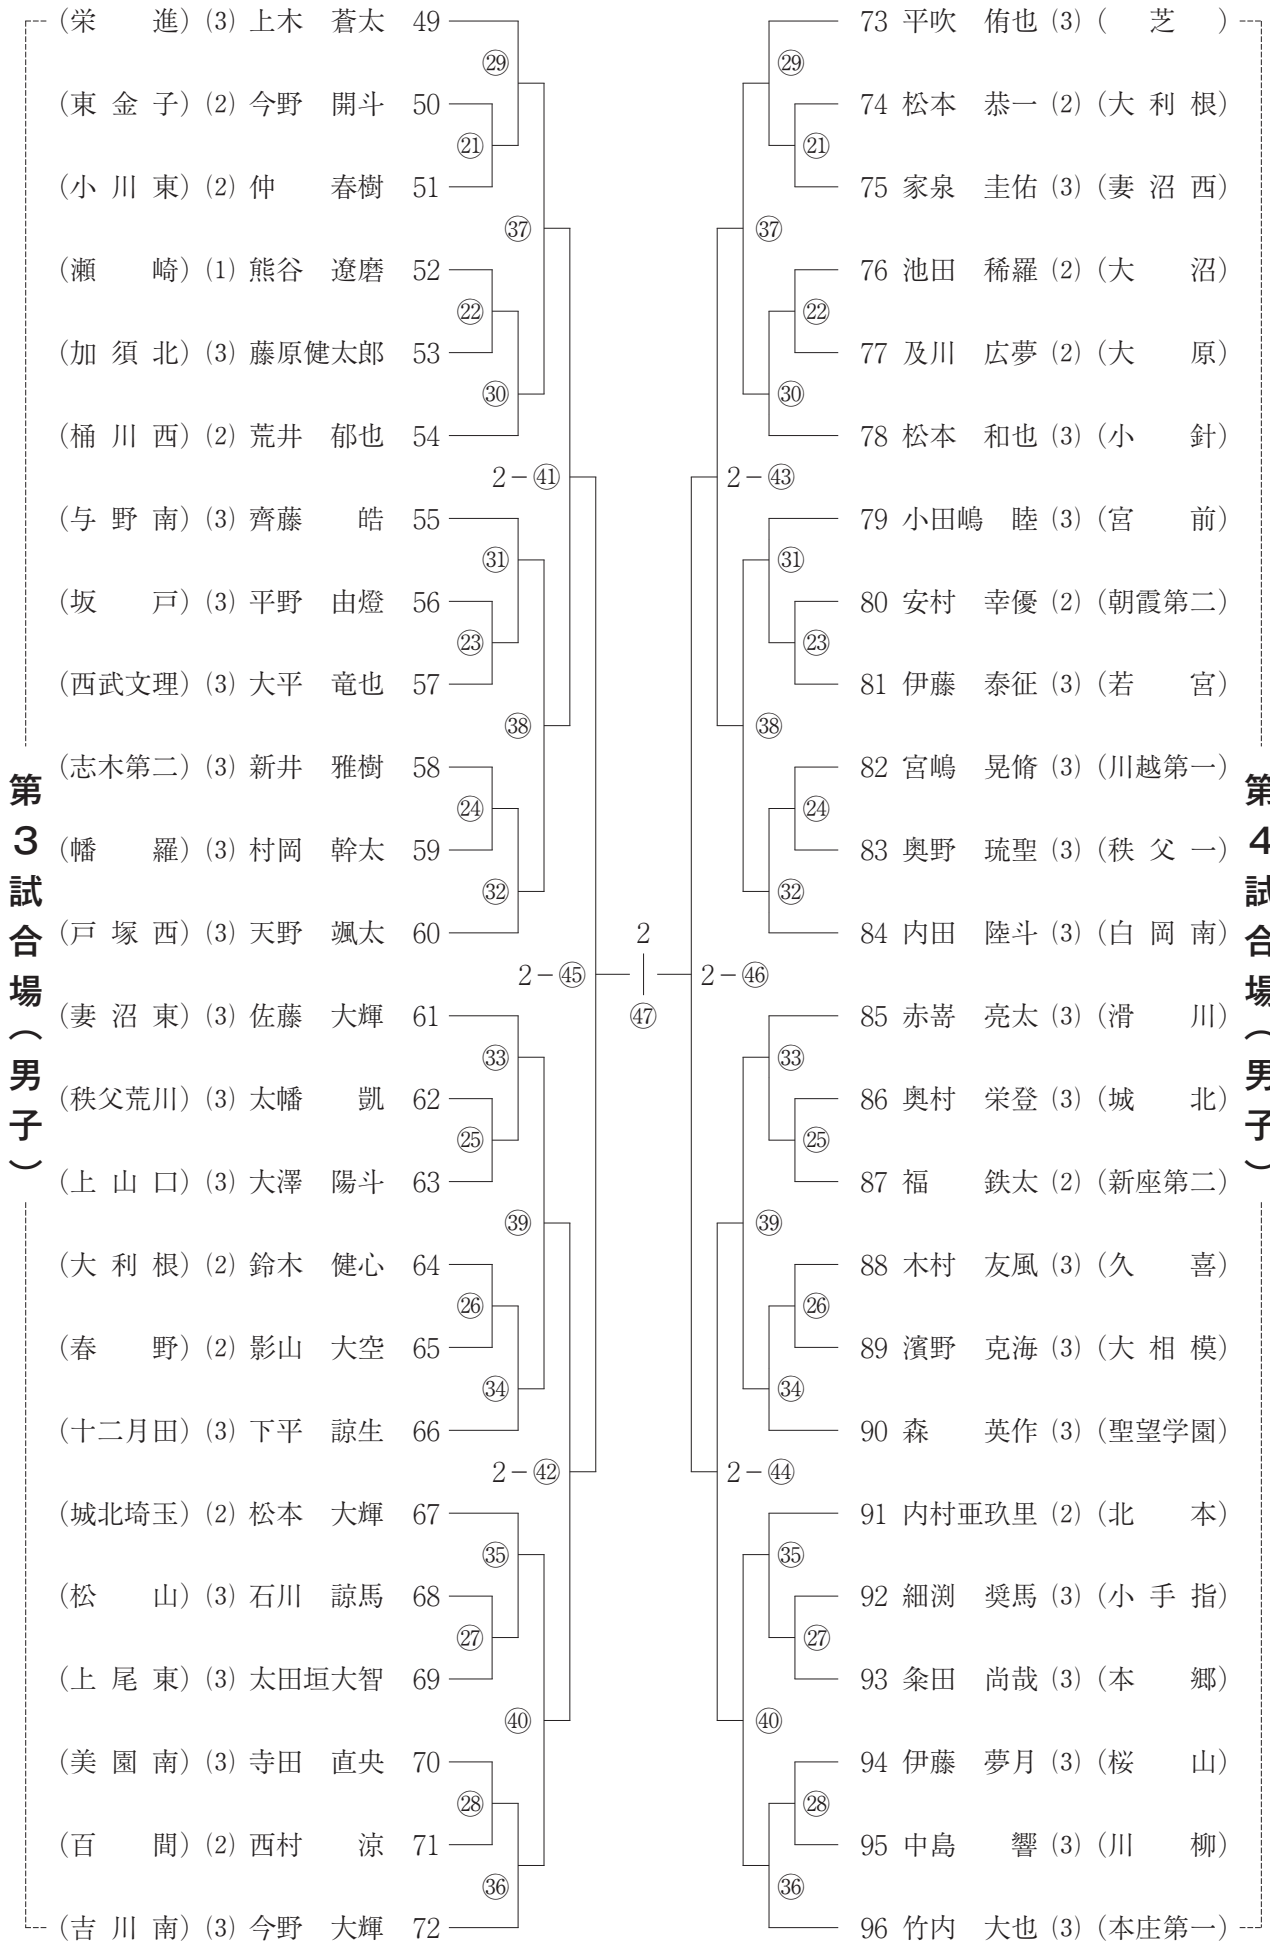 (栄　進) (3) 上木　蒼太　49
㉙
(東 金 子) (2) 今野　開斗　50
㉑
(小 川 東) (2) 仲　春樹　51
㊲
(瀬　崎) (1) 熊谷　遼磨　52
㉒
(加 須 北) (3) 藤原健太郎　53
㉚
(桶 川 西) (2) 荒井　郁也　54
2－㊶
(与 野 南) (3) 齊藤　皓　55
㉛
(坂　戸) (3) 平野　由燈　56
㉓
(西武文理) (3) 大平　竜也　57
㊳
(志木第二) (3) 新井　雅樹　58
㉔
(幡　羅) (3) 村岡　幹太　59
㉜
(戸 塚 西) (3) 天野　颯太　60
2－㊺
(妻 沼 東) (3) 佐藤　大輝　61
㉝
(秩父荒川) (3) 太幡　凱　62
㉕
(上 山 口) (3) 大澤　陽斗　63
㊴
(大 利 根) (2) 鈴木　健心　64
㉖
(春　野) (2) 影山　大空　65
㉞
(十二月田) (3) 下平　諒生　66
2－㊷
(城北埼玉) (2) 松本　大輝　67
㉟
(松　山) (3) 石川　諒馬　68
㉗
(上 尾 東) (3) 太田垣大智　69
㊵
(美 園 南) (3) 寺田　直央　70
㉘
(百　間) (2) 西村　涼　71
㊱
(吉 川 南) (3) 今野　大輝　72
第３試合場（男子）
2
㊼
73 平吹　侑也 (3) (　芝　)
㉙
74 松本　恭一 (2) (大 利 根)
㉑
75 家泉　圭佑 (3) (妻 沼 西)
㊲
76 池田　稀羅 (2) (大　沼)
㉒
77 及川　広夢 (2) (大　原)
㉚
78 松本　和也 (3) (小　針)
2－㊸
79 小田嶋　睦 (3) (宮　前)
㉛
80 安村　幸優 (2) (朝霞第二)
㉓
81 伊藤　泰征 (3) (若　宮)
㊳
82 宮嶋　晃脩 (3) (川越第一)
㉔
83 奥野　琉聖 (3) (秩 父 一)
㉜
84 内田　陸斗 (3) (白 岡 南)
2－㊻
85 赤嵜　亮太 (3) (滑　川)
㉝
86 奥村　栄登 (3) (城　北)
㉕
87 福　鉄太 (2) (新座第二)
㊴
88 木村　友風 (3) (久　喜)
㉖
89 濱野　克海 (3) (大 相 模)
㉞
90 森　英作 (3) (聖望学園)
2－㊹
91 内村亜玖里 (2) (北　本)
㉟
92 細渕　奨馬 (3) (小 手 指)
㉗
93 粂田　尚哉 (3) (本　郷)
㊵
94 伊藤　夢月 (3) (桜　山)
㉘
95 中島　響 (3) (川　柳)
㊱
96 竹内　大也 (3) (本庄第一)
第４試合場（男子）